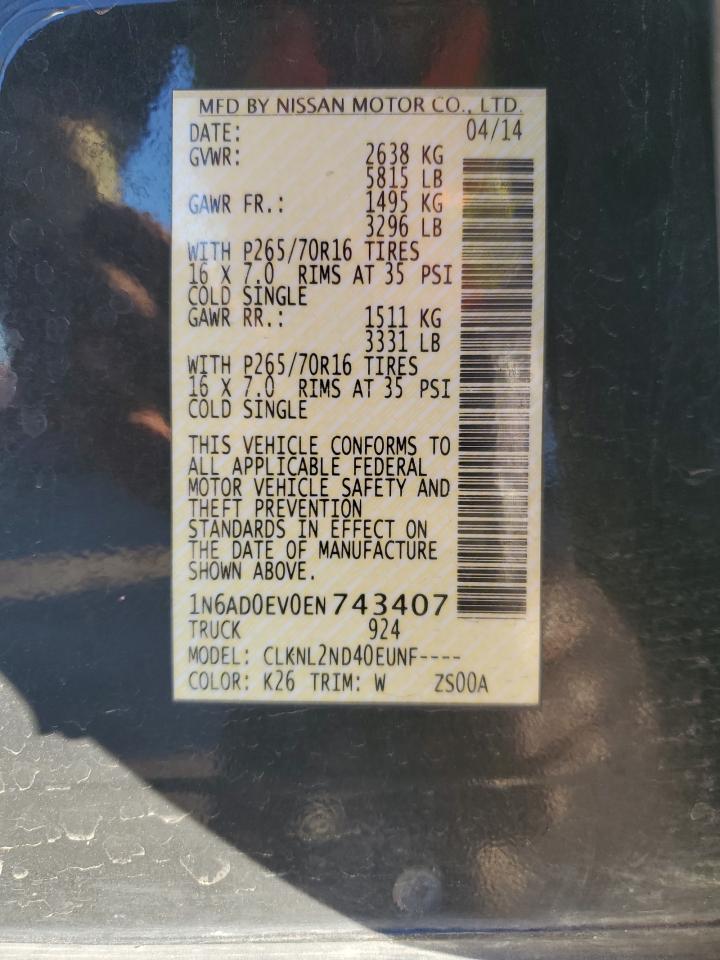 MFD BY NISSAN MOTOR CO., LTD.
DATE: 04/14
GVWR: 2638 KG
5815 LB
GAWR FR.: 1495 KG
3296 LB
WITH P265/70R16 TIRES
16 X 7.0 RIMS AT 35 PSI
COLD SINGLE
GAWR RR.: 1511 KG
3331 LB
WITH P265/70R16 TIRES
16 X 7.0 RIMS AT 35 PSI
COLD SINGLE
THIS VEHICLE CONFORMS TO
ALL APPLICABLE FEDERAL
MOTOR VEHICLE SAFETY AND
THEFT PREVENTION
STANDARDS IN EFFECT ON
THE DATE OF MANUFACTURE
SHOWN ABOVE.
1N6AD0EV0EN743407
TRUCK 924
MODEL: CLKNL2ND40EUNF----
COLOR: K26 TRIM: W ZS00A